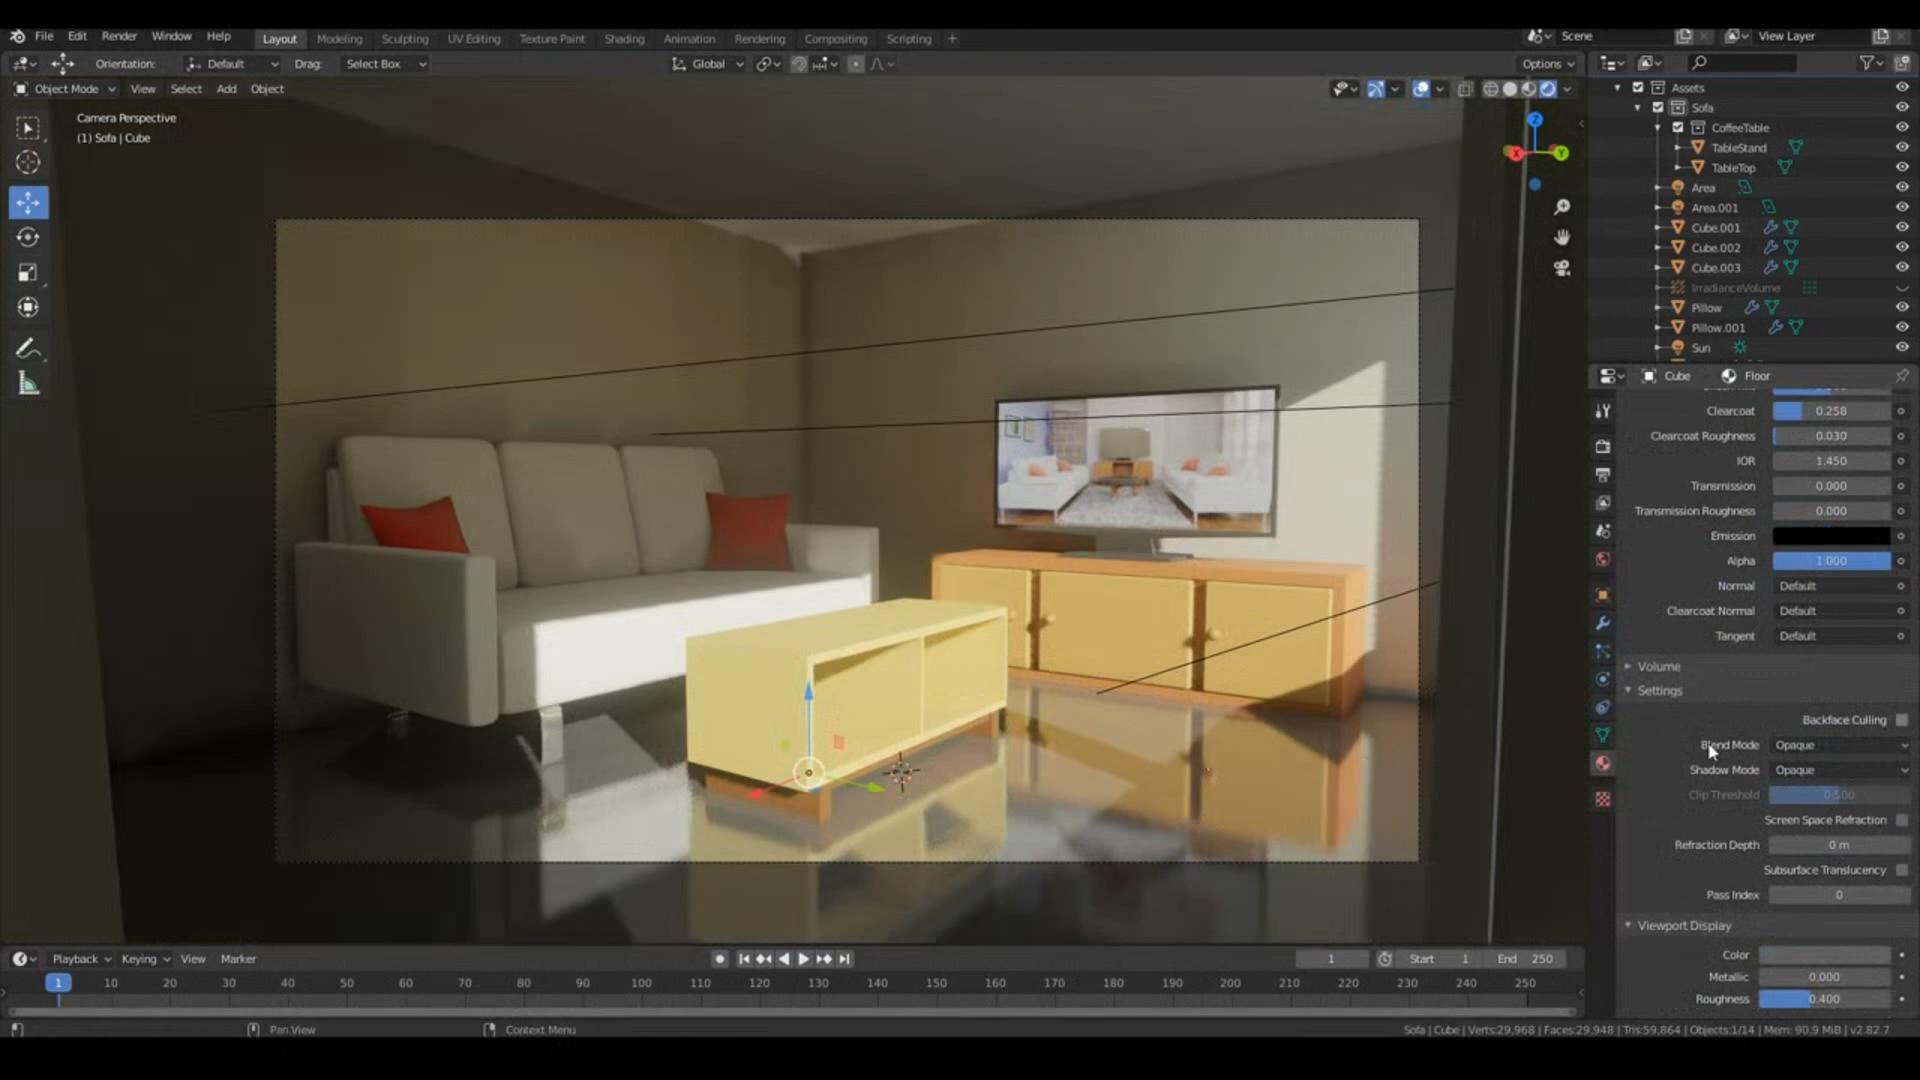 File Edit Render Window Help Layout Modeling Sculpting UV Editing Texture Paint Shading Animation Rendering Compositing Scripting + Scene View Layer
Orientation: Default Drag: Select Box Global Options
Object Mode View Select Add Object
Camera Perspective
(1) Sofa | Cube
Z
X
Y
Assets
Sofa
CoffeeTable
TableStand
TableTop
Area
Area.001
Cube.001
Cube.002
Cube.003
IrradianceVolume
Pillow
Pillow.001
Sun
Cube Floor
Clearcoat 0.258
Clearcoat Roughness 0.030
IOR 1.450
Transmission 0.000
Transmission Roughness 0.000
Emission
Alpha 1.000
Normal Default
Clearcoat Normal Default
Tangent Default
Volume
Settings
Backface Culling
Blend Mode Opaque
Shadow Mode Opaque
Clip Threshold 0.500
Screen Space Refraction
Refraction Depth 0 m
Subsurface Translucency
Pass Index 0
Viewport Display
Color
Metallic 0.000
Roughness 0.400
Playback Keying View Marker 1 Start 1 End 250
1 10 20 30 40 50 60 70 80 90 100 110 120 130 140 150 160 170 180 190 200 210 220 230 240 250
Pan View Context Menu Sofa | Cube | Verts:29,968 | Faces:29,948 | Tris:59,864 | Objects:1/14 | Mem: 90.9 MiB | v2.82.7